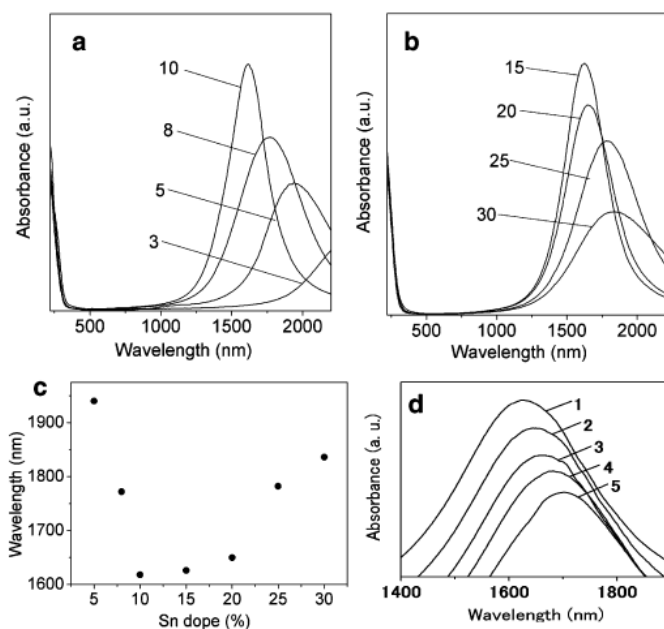 a
10
8
5
3
Absorbance (a.u.)
500 1000 1500 2000
Wavelength (nm)
b
15
20
25
30
Absorbance (a.u.)
500 1000 1500 2000
Wavelength (nm)
c
1900
1800
1700
1600
Wavelength (nm)
5 10 15 20 25 30
Sn dope (%)
d
1
2
3
4
5
Absorbance (a. u.)
1400 1600 1800
Wavelength (nm)